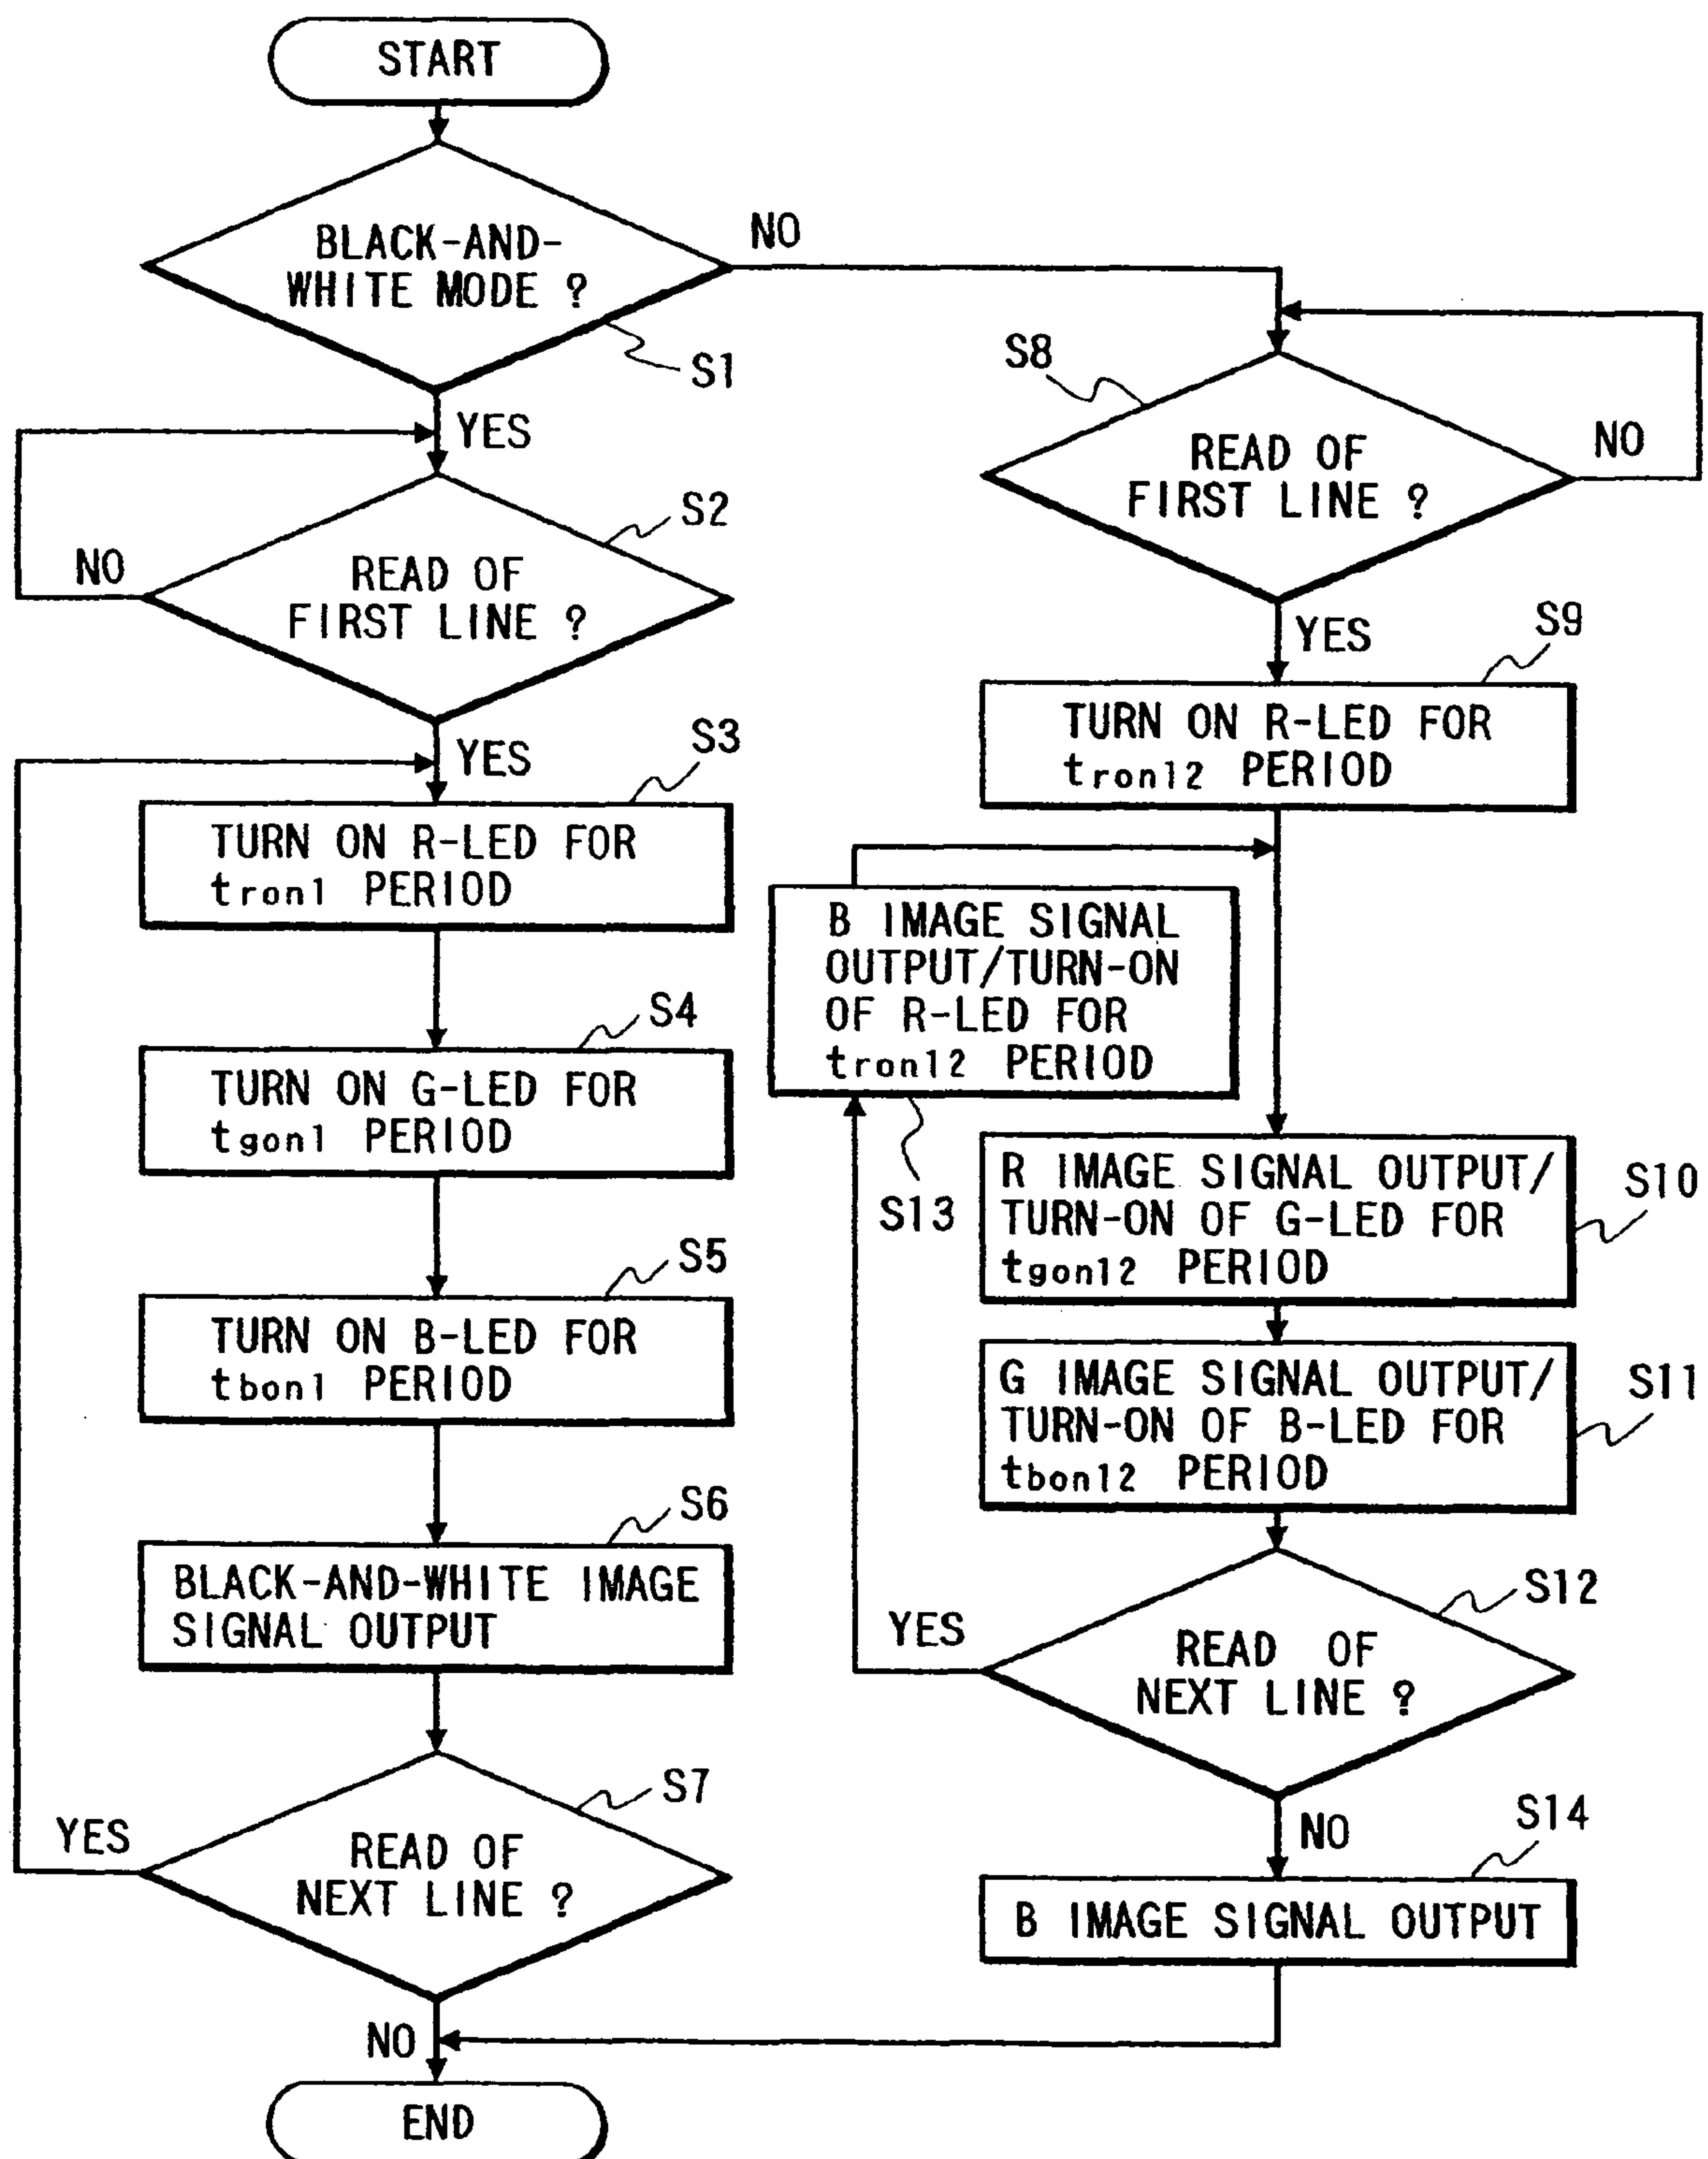 START
BLACK-AND-
WHITE MODE ?
S1
NO
YES
READ OF
FIRST LINE ?
S2
NO
YES
TURN ON R-LED FOR
tron1 PERIOD
S3
TURN ON G-LED FOR
tgon1 PERIOD
S4
TURN ON B-LED FOR
tbon1 PERIOD
S5
BLACK-AND-WHITE IMAGE
SIGNAL OUTPUT
S6
READ OF
NEXT LINE ?
S7
YES
NO
END
S8
READ OF
FIRST LINE ?
NO
YES
S9
TURN ON R-LED FOR
tron12 PERIOD
B IMAGE SIGNAL
OUTPUT/TURN-ON
OF R-LED FOR
tron12 PERIOD
S13
R IMAGE SIGNAL OUTPUT/
TURN-ON OF G-LED FOR
tgon12 PERIOD
S10
G IMAGE SIGNAL OUTPUT/
TURN-ON OF B-LED FOR
tbon12 PERIOD
S11
READ OF
NEXT LINE ?
S12
YES
NO
S14
B IMAGE SIGNAL OUTPUT